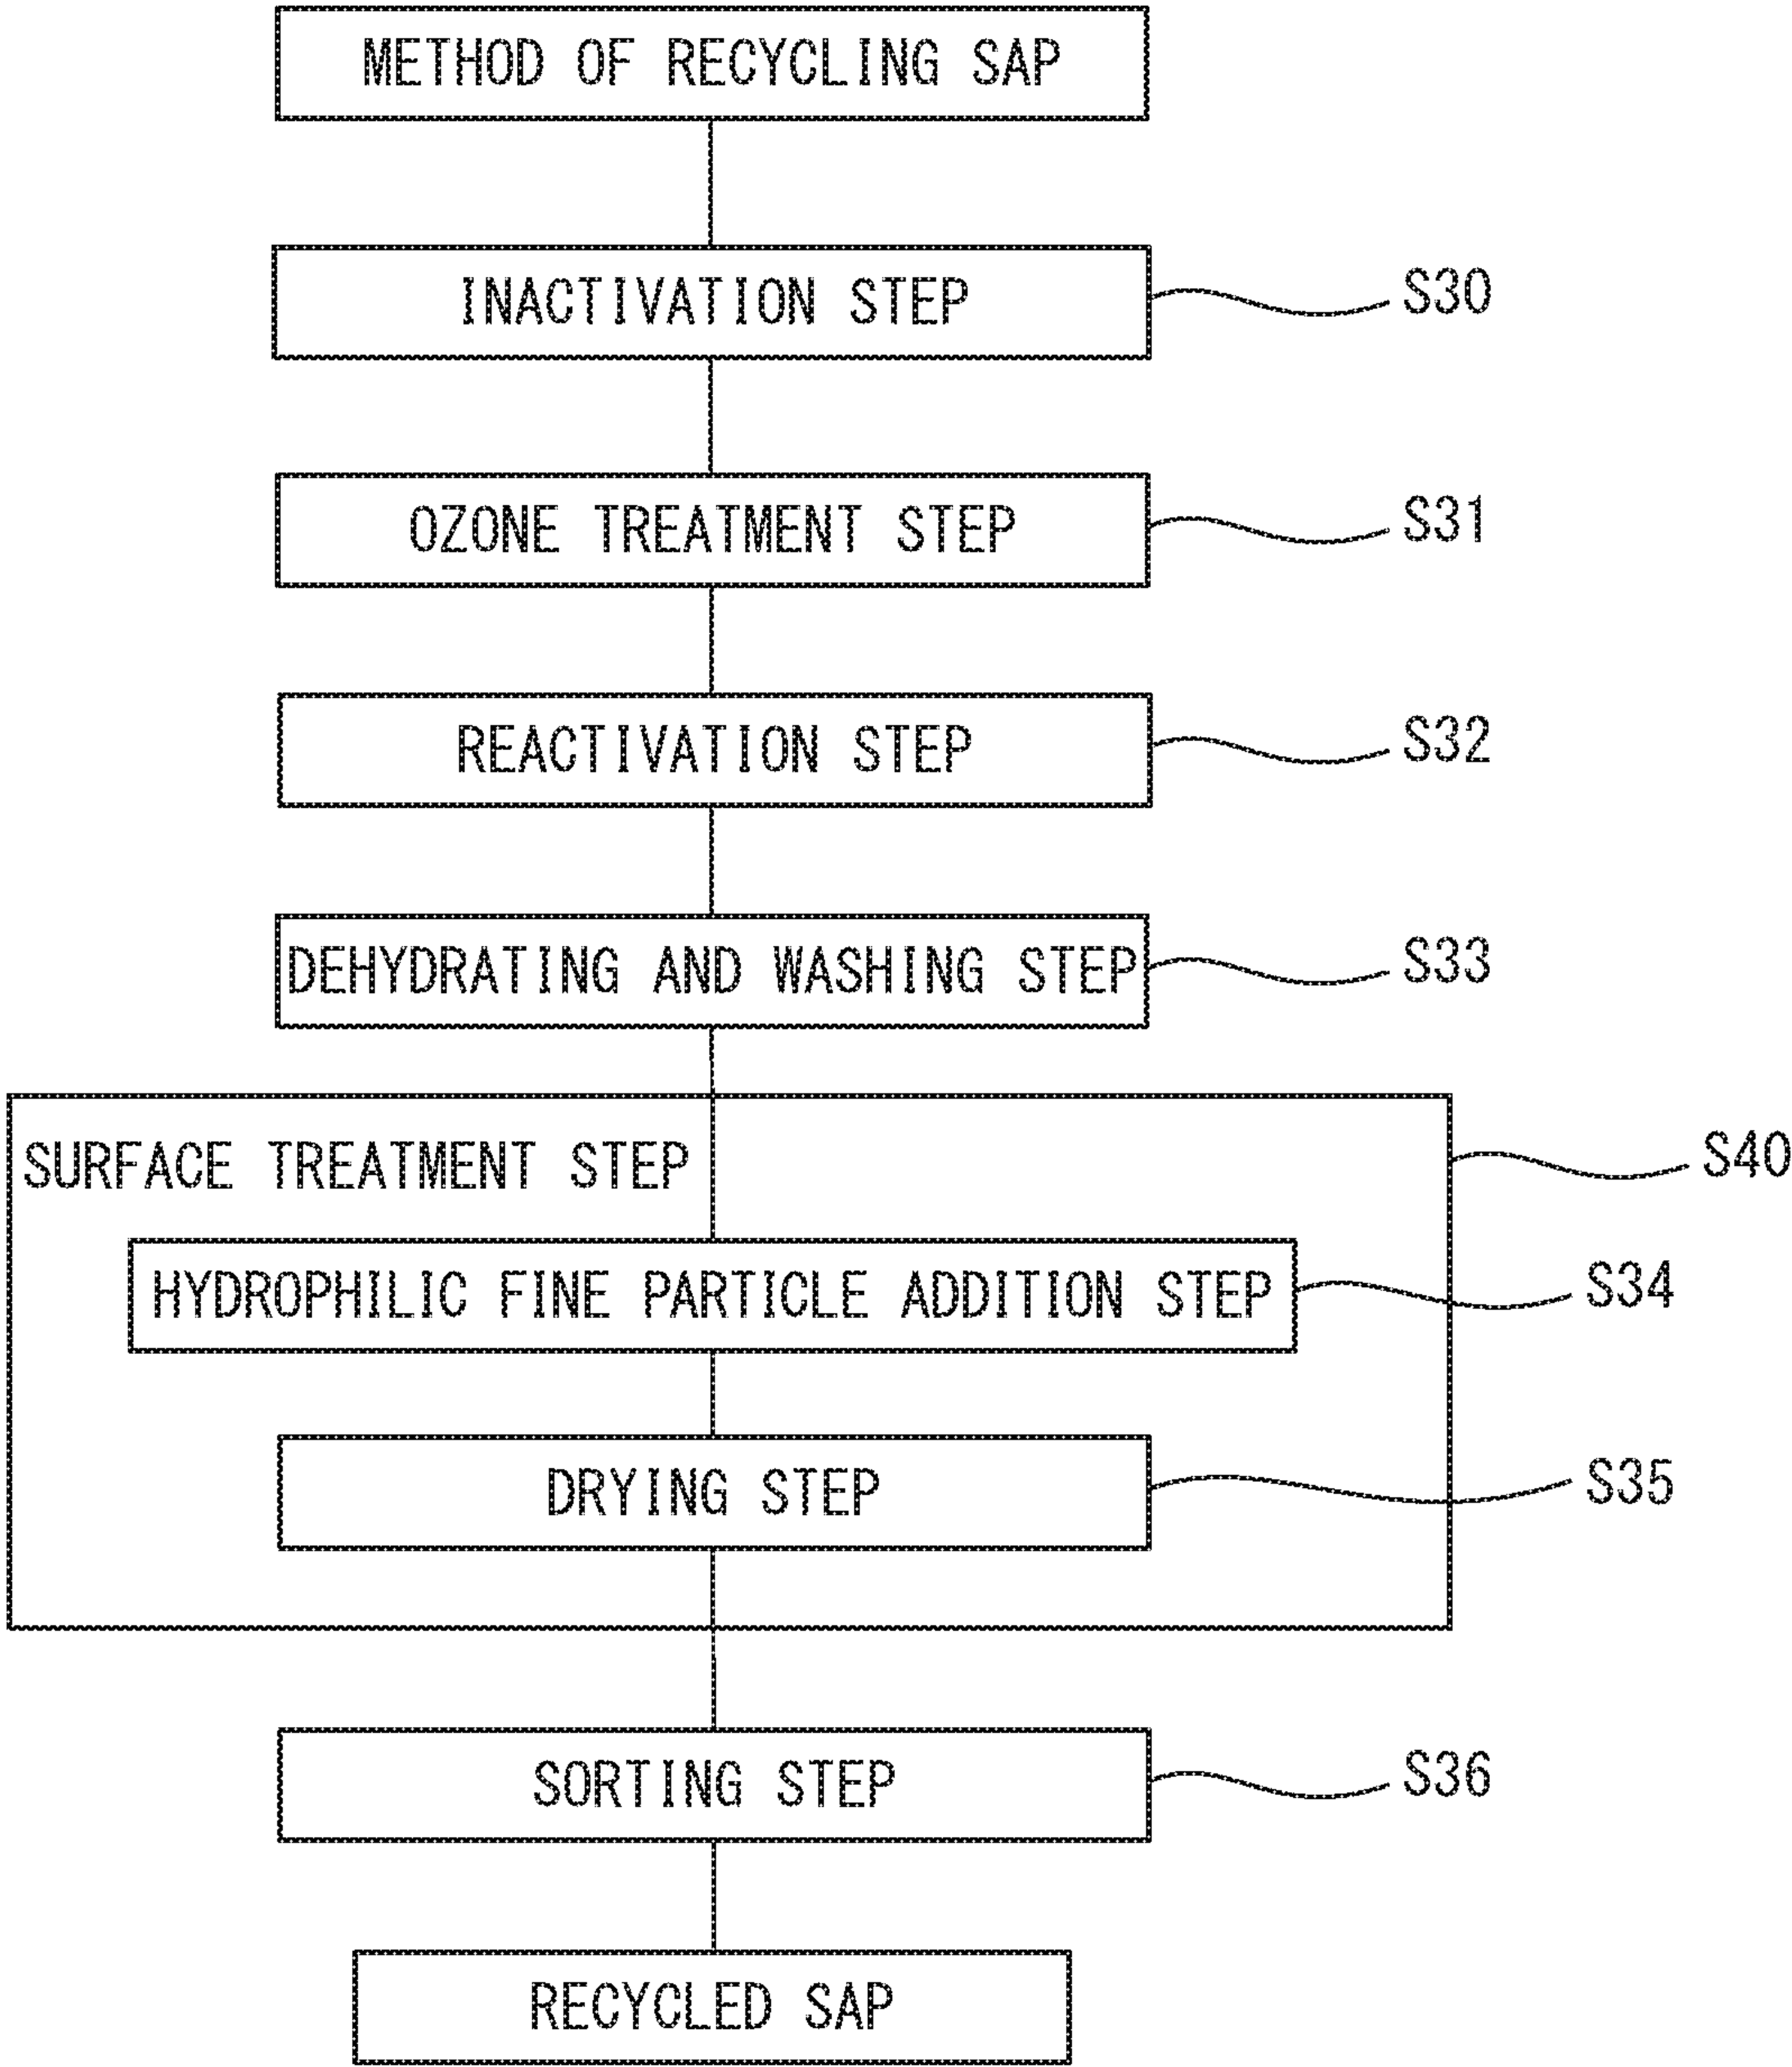 METHOD OF RECYCLING SAP
INACTIVATION STEP
S30
OZONE TREATMENT STEP
S31
REACTIVATION STEP
S32
DEHYDRATING AND WASHING STEP
S33
SURFACE TREATMENT STEP
S40
HYDROPHILIC FINE PARTICLE ADDITION STEP
S34
DRYING STEP
S35
SORTING STEP
S36
RECYCLED SAP